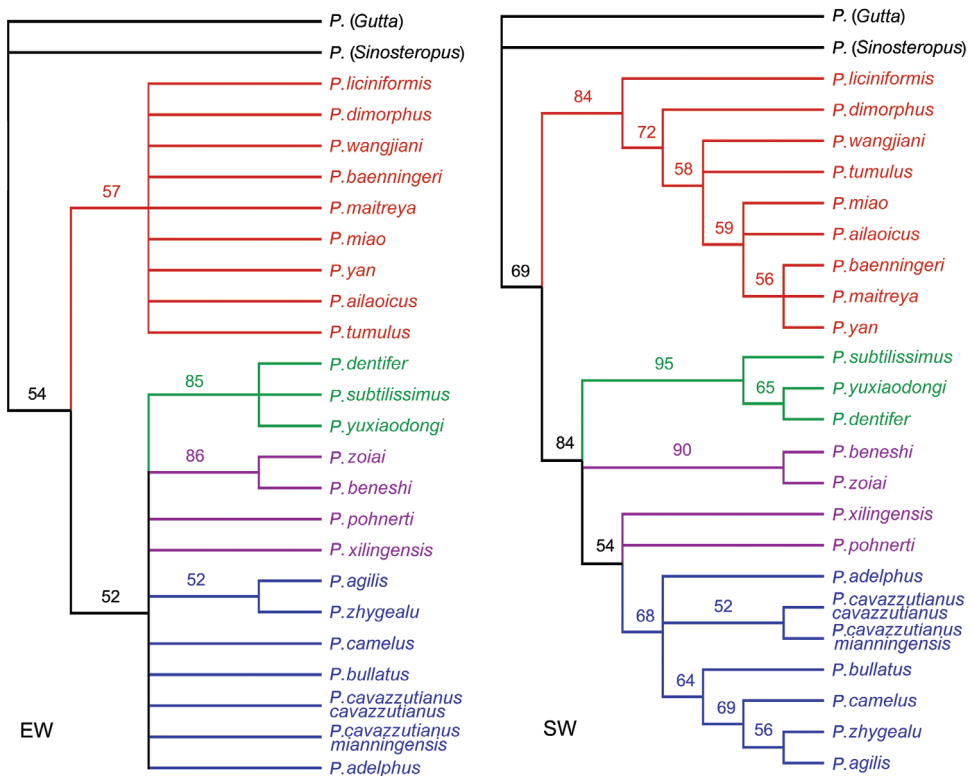 P. (Gutta)
P. (Sinosteropus)
P. liciniformis
P. dimorphus
P. wangjiani
P. baenningeri
57
P. maitreya
P. miao
P. yan
P. ailaoicus
P. tumulus
P. dentifer
54
85
P. subtilissimus
P. yuxiaodongi
P. zoiai
86
P. beneshi
P. pohnerti
P. xilingensis
P. agilis
52
52
P. zhygealu
P. camelus
P. bullatus
P. cavazzutianus
cavazzutianus
P. cavazzutianus
mianningensis
P. adelphus
EW
P. (Gutta)
P. (Sinosteropus)
P. liciniformis
84
P. dimorphus
72
P. wangjiani
58
P. tumulus
P. miao
59
P. ailaoicus
P. baenningeri
69
56
P. maitreya
P. yan
P. subtilissimus
95
P. yuxiaodongi
65
P. dentifer
84
P. beneshi
90
P. zoiai
P. xilingensis
54
P. pohnerti
P. adelphus
P. cavazzutianus
cavazzutianus
68
52
P. cavazzutianus
mianningensis
P. bullatus
64
P. camelus
69
P. zhygealu
56
P. agilis
SW